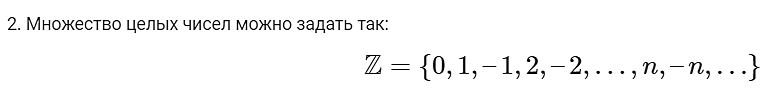 2. Множество целых чисел можно задать так:
ℤ = {0, 1, −1, 2, −2, …, n, −n, …}